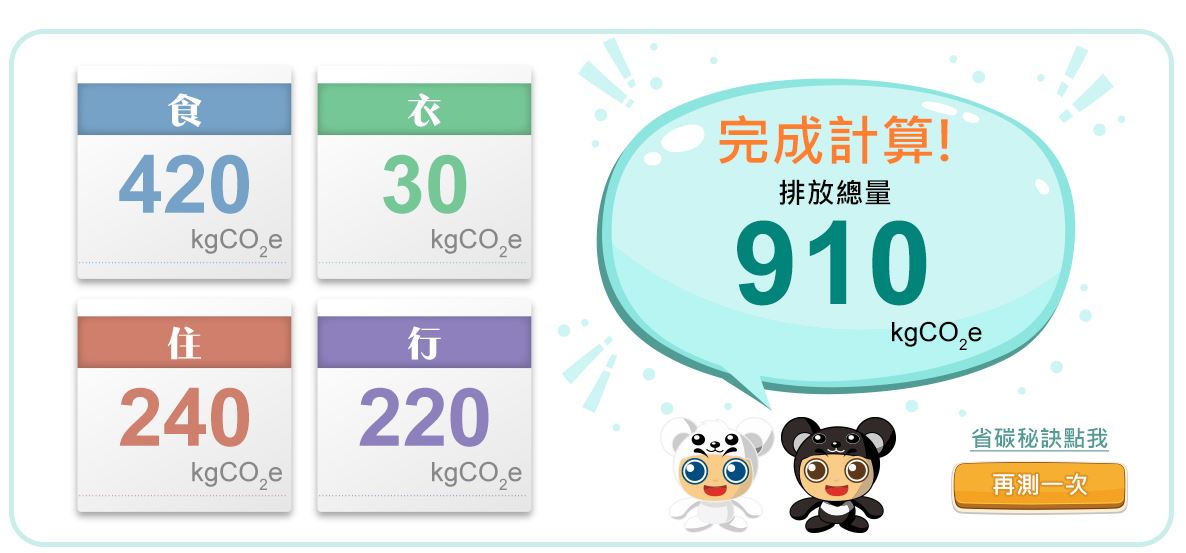 食
420
kgCO₂e
衣
30
kgCO₂e
住
240
kgCO₂e
行
220
kgCO₂e
完成計算!
排放總量
910
kgCO₂e
省碳秘訣點我
再測一次